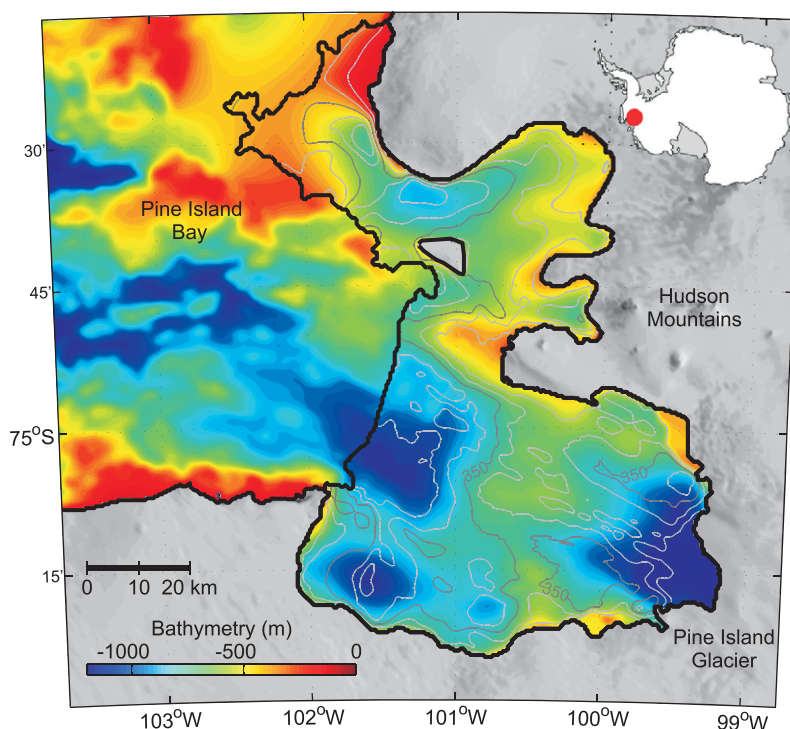 30'
Pine Island
Bay
45'
Hudson
Mountains
75°S
350
350
15'
350
0 10 20 km
Bathymetry (m)
-1000 -500 0
Pine Island
Glacier
103°W 102°W 101°W 100°W 99°W